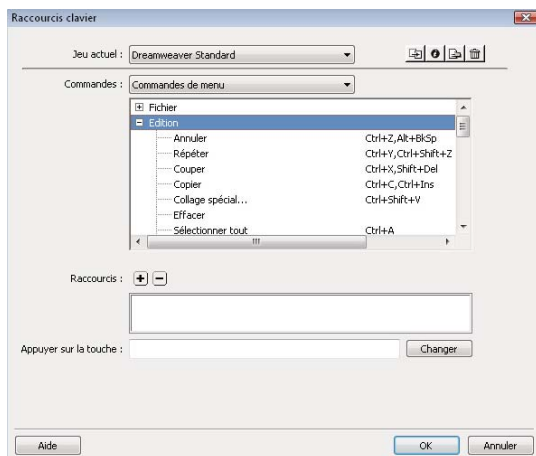 Raccourcis clavier
Jeu actuel : Dreamweaver Standard
Commandes : Commandes de menu
Fichier
Edition
Annuler Ctrl+Z,Alt+BkSp
Répéter Ctrl+Y,Ctrl+Shift+Z
Couper Ctrl+X,Shift+Del
Copier Ctrl+C,Ctrl+Ins
Collage spécial... Ctrl+Shift+V
Effacer
Sélectionner tout Ctrl+A
Raccourcis :
Appuyer sur la touche : Changer
Aide OK Annuler